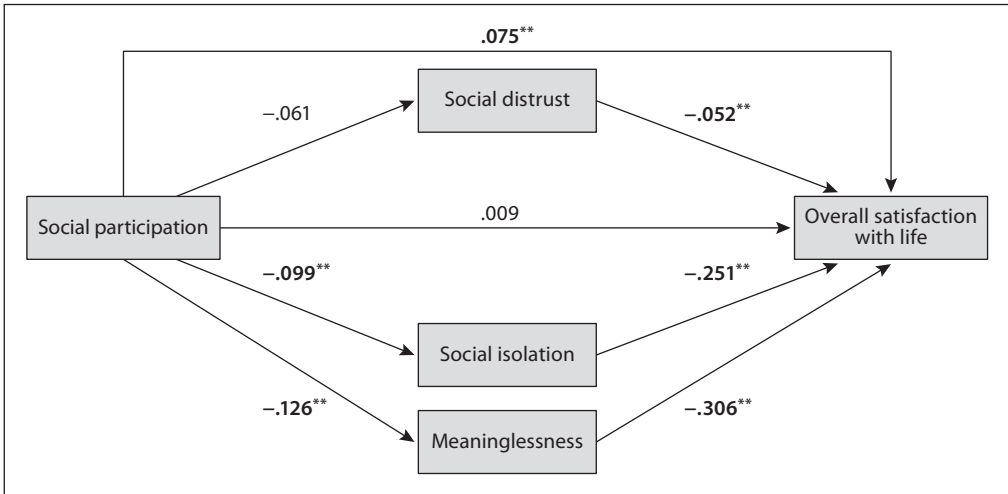 .075**
Social distrust
−.061
−.052**
Social participation
.009
Overall satisfaction
with life
−.099**
−.251**
Social isolation
−.126**
−.306**
Meaninglessness